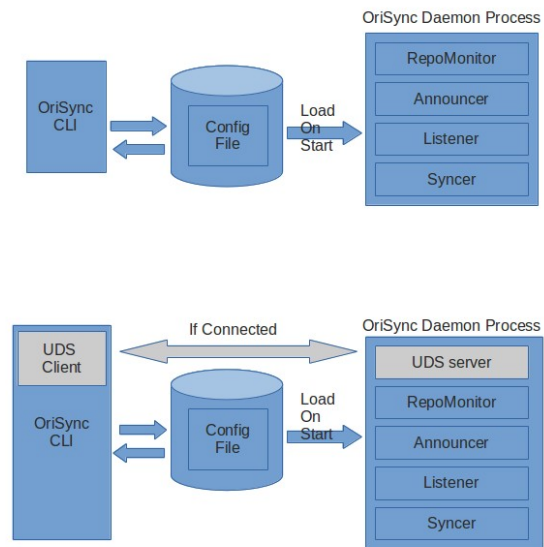 OriSync Daemon Process
RepoMonitor
Announcer
Listener
Syncer
OriSync
CLI
Config
File
Load
On
Start
OriSync Daemon Process
If Connected
UDS
Client
OriSync
CLI
Config
File
Load
On
Start
UDS server
RepoMonitor
Announcer
Listener
Syncer